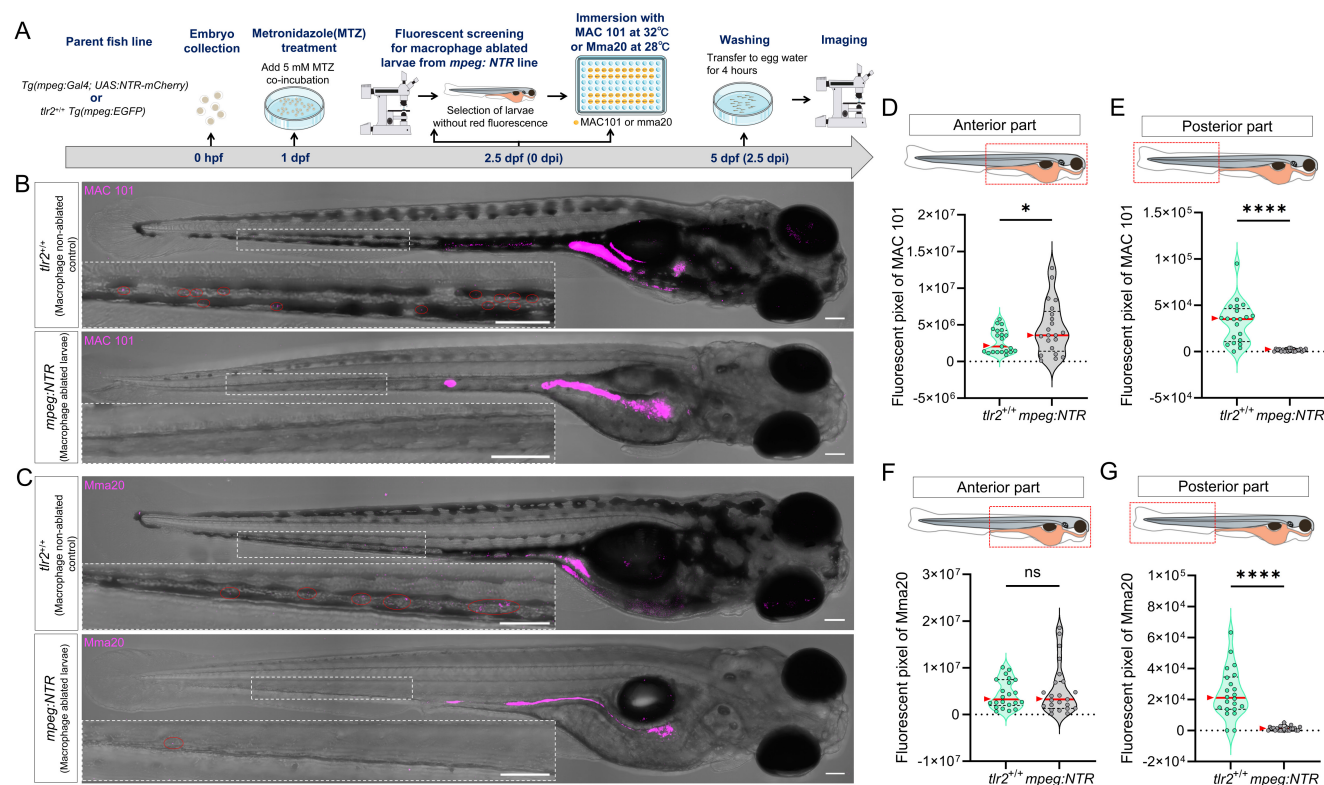 A
Parent fish line
Tg(mpeg:Gal4; UAS:NTR-mCherry)
or
tlr2+/+ Tg(mpeg:EGFP)
Embryo
collection
Metronidazole(MTZ)
treatment
Add 5 mM MTZ
co-incubation
Fluorescent screening
for macrophage ablated
larvae from mpeg: NTR line
Selection of larvae
without red fluorescence
Immersion with
MAC 101 at 32℃
or Mma20 at 28℃
MAC101 or mma20
Washing
Transfer to egg water
for 4 hours
Imaging
0 hpf
1 dpf
2.5 dpf (0 dpi)
5 dpf (2.5 dpi)
B
tlr2+/+
(Macrophage non-ablated
control)
MAC 101
mpeg:NTR
(Macrophage ablated larvae)
MAC 101
C
tlr2+/+
(Macrophage non-ablated
control)
Mma20
mpeg:NTR
(Macrophage ablated larvae)
Mma20
D
Anterior part
Fluorescent pixel of MAC 101
2×10⁷
1×10⁷
1×10⁷
5×10⁶
0
-5×10⁶
*
tlr2+/+ mpeg:NTR
E
Posterior part
Fluorescent pixel of MAC 101
1.5×10⁵
1×10⁵
5×10⁴
0
-5×10⁴
****
tlr2+/+ mpeg:NTR
F
Anterior part
Fluorescent pixel of Mma20
3×10⁷
2×10⁷
1×10⁷
0
-1×10⁷
ns
tlr2+/+ mpeg:NTR
G
Posterior part
Fluorescent pixel of Mma20
1×10⁵
8×10⁴
6×10⁴
4×10⁴
2×10⁴
0
-2×10⁴
****
tlr2+/+ mpeg:NTR